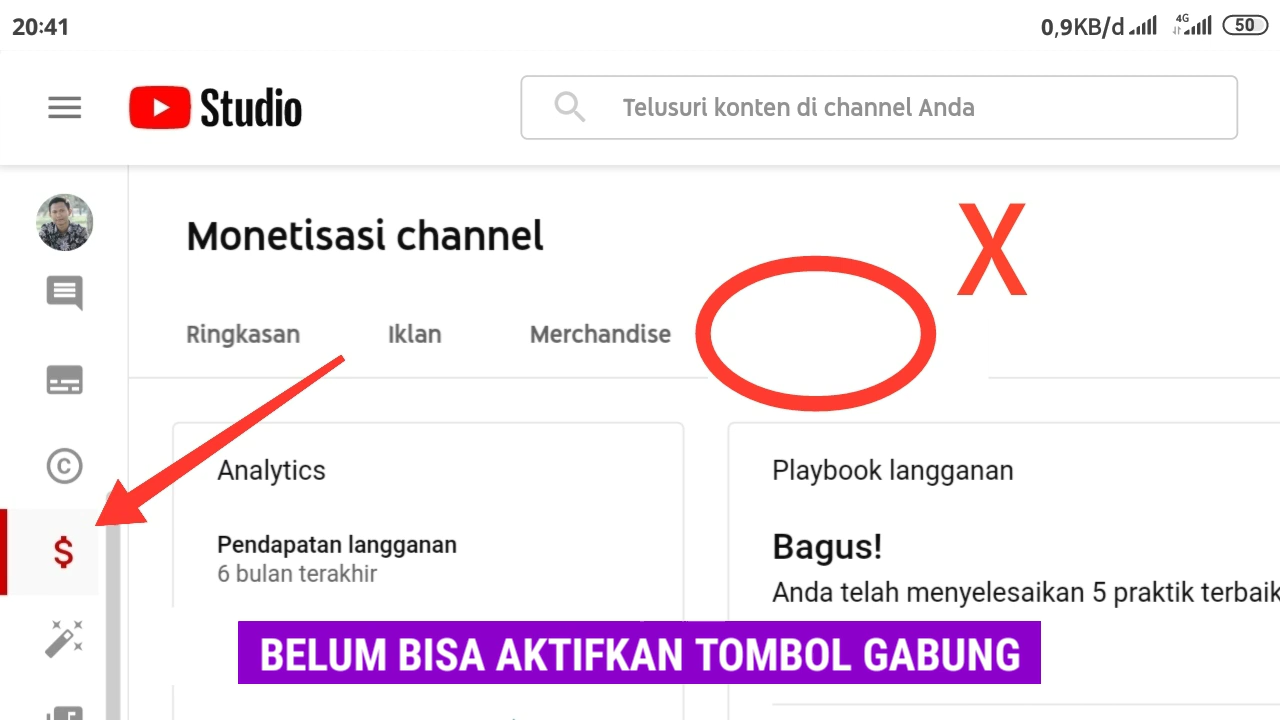 20:41
0,9KB/d
4G
50
Studio
Telusuri konten di channel Anda
Monetisasi channel
X
Ringkasan
Iklan
Merchandise
Analytics
Pendapatan langganan
6 bulan terakhir
Playbook langganan
Bagus!
Anda telah menyelesaikan 5 praktik terbaik
BELUM BISA AKTIFKAN TOMBOL GABUNG